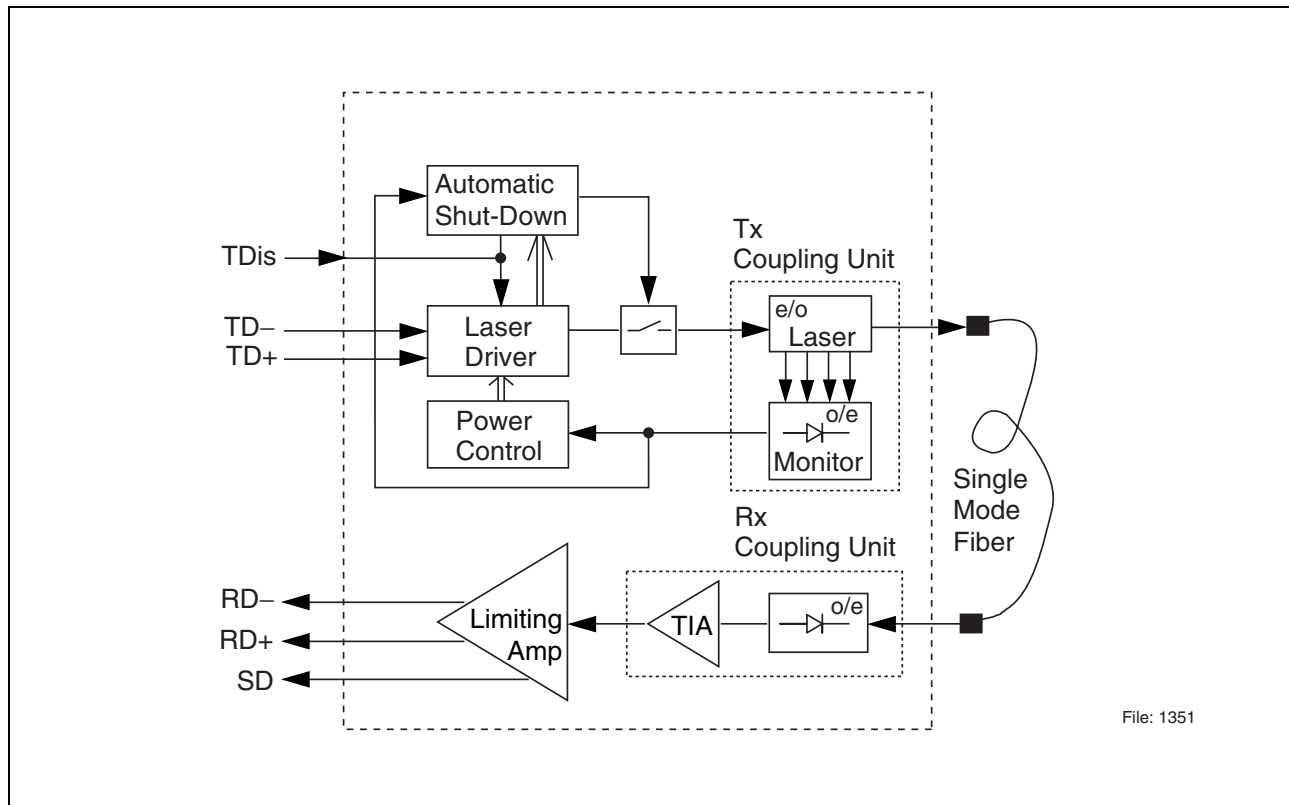 Automatic
Shut-Down
TDis
TD−
TD+
Laser
Driver
Power
Control
Tx
Coupling Unit
e/o
Laser
o/e
Monitor
Single
Mode
Fiber
Rx
Coupling Unit
RD−
RD+
SD
Limiting
Amp
TIA
o/e
File: 1351